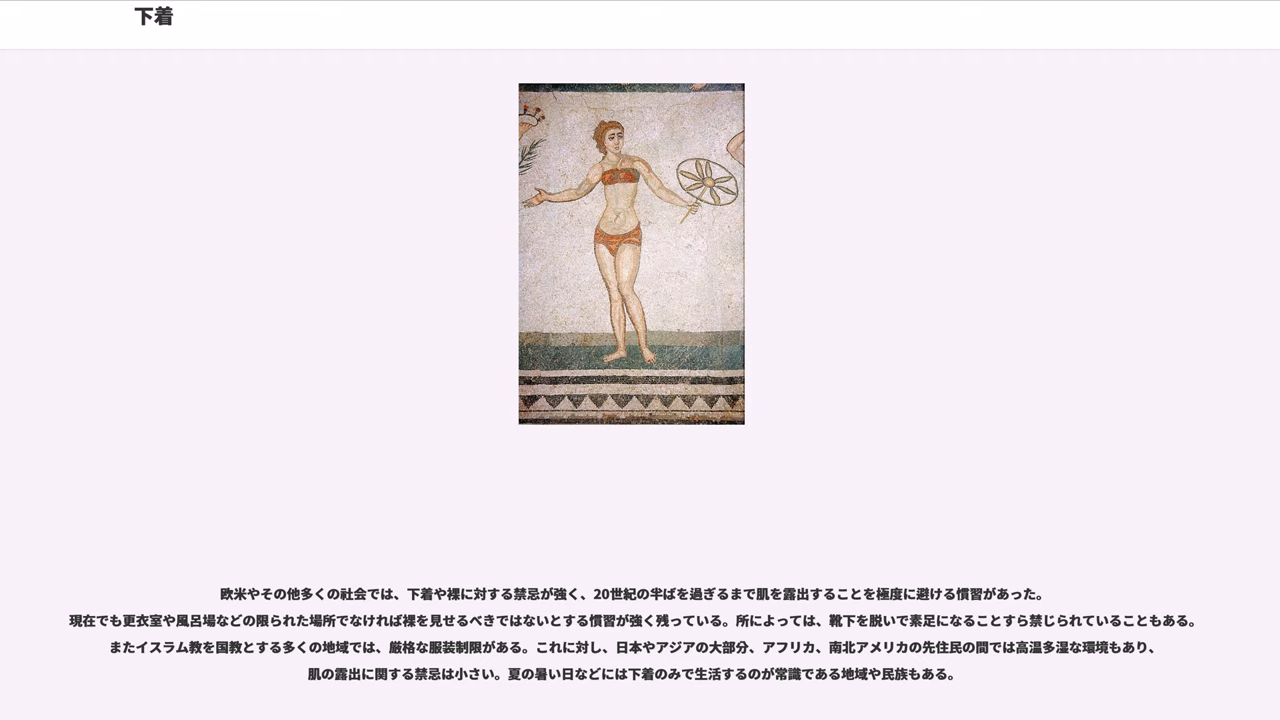 下着
欧米やその他多くの社会では、下着や裸に対する禁忌が強く、20世紀の半ばを過ぎるまで肌を露出することを極度に避ける慣習があった。
現在でも更衣室や風呂場などの限られた場所でなければ裸を見せるべきではないとする慣習が強く残っている。所によっては、靴下を脱いで素足になることすら禁じられていることもある。
またイスラム教を国教とする多くの地域では、厳格な服装制限がある。これに対し、日本やアジアの大部分、アフリカ、南北アメリカの先住民の間では高温多湿な環境もあり、
肌の露出に関する禁忌は小さい。夏の暑い日などには下着のみで生活するのが常識である地域や民族もある。